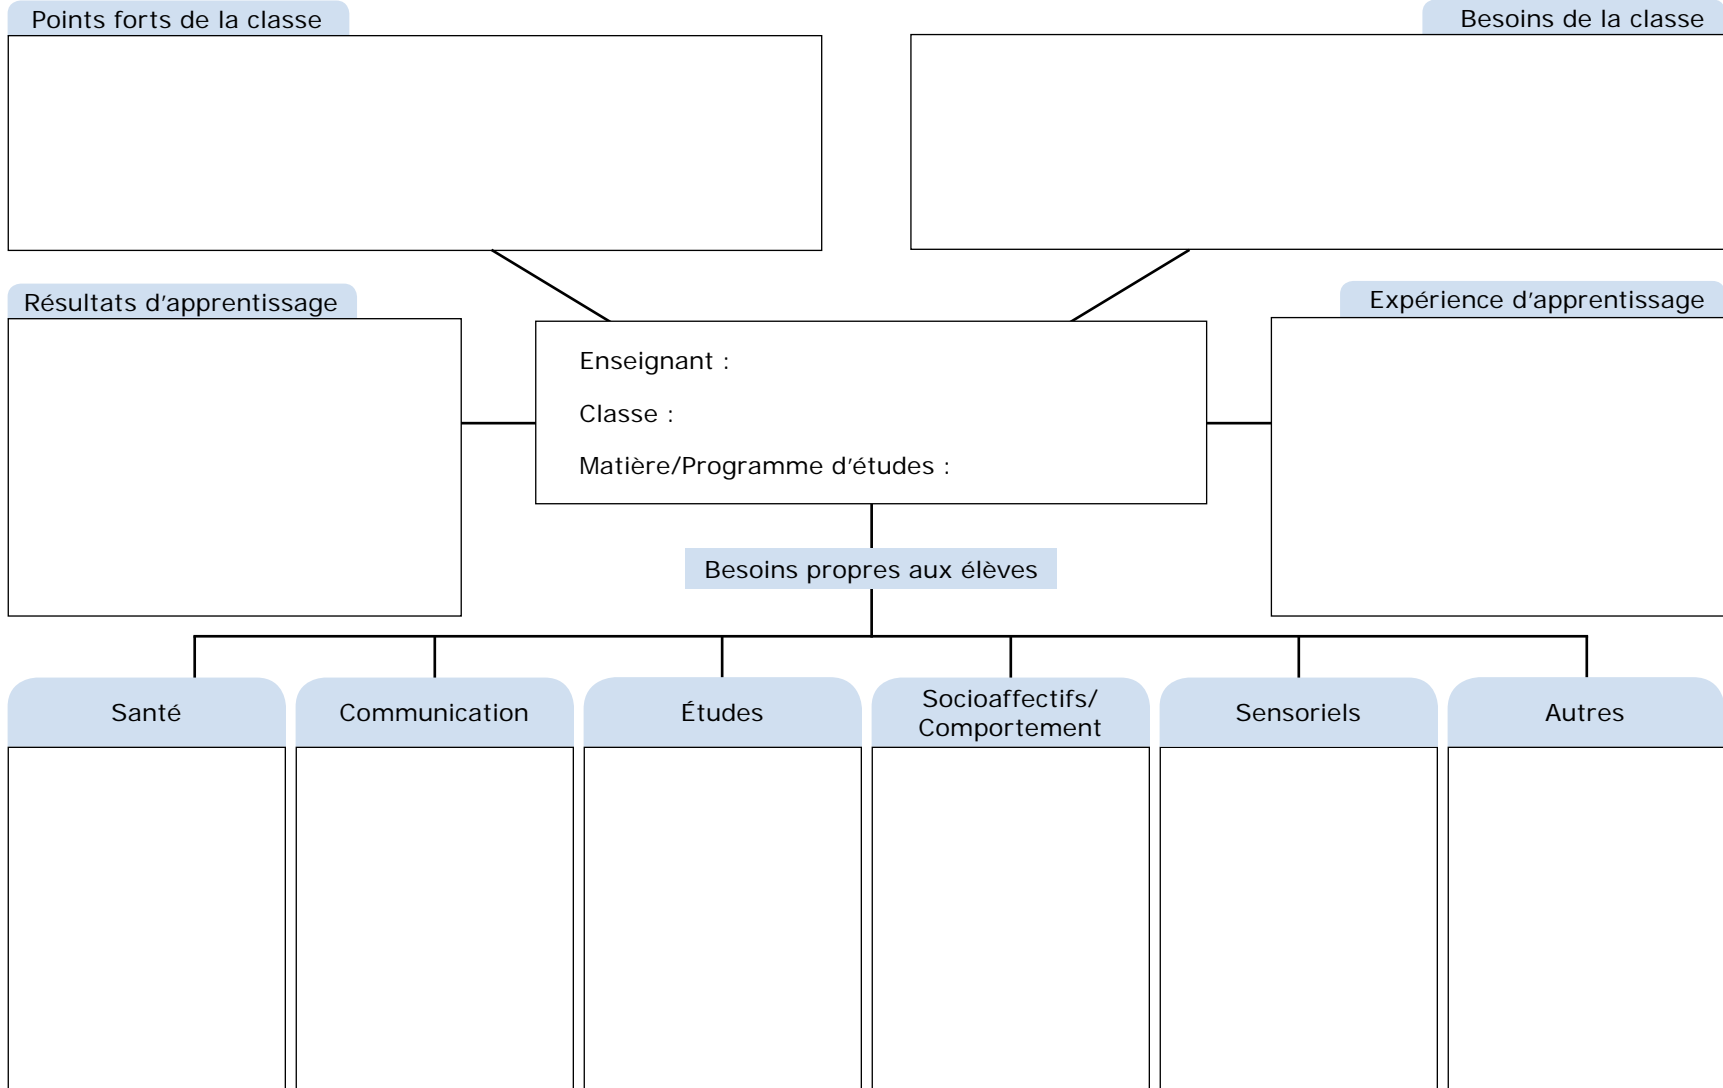 Points forts de la classe
Besoins de la classe
Résultats d'apprentissage
Expérience d'apprentissage
Enseignant :
Classe :
Matière/Programme d'études :
Besoins propres aux élèves
Santé
Communication
Études
Socioaffectifs/
Comportement
Sensoriels
Autres